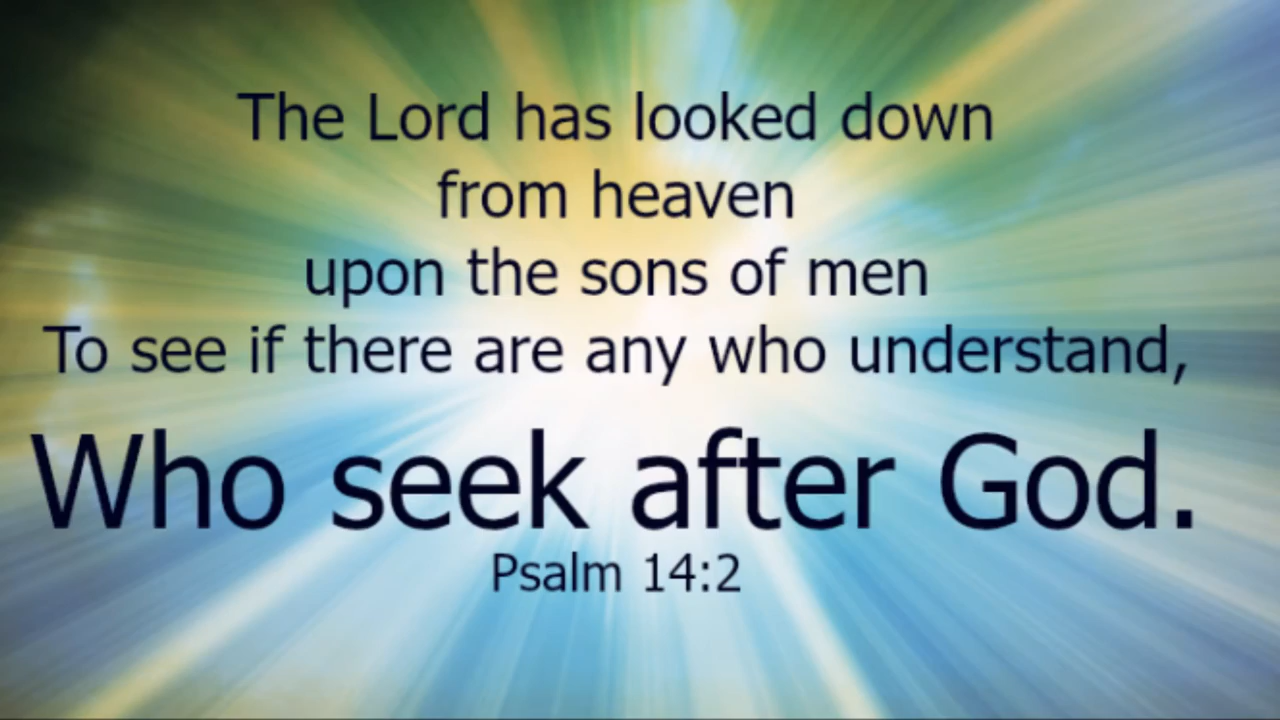 The Lord has looked down
from heaven
upon the sons of men
To see if there are any who understand,
Who seek after God.
Psalm 14:2